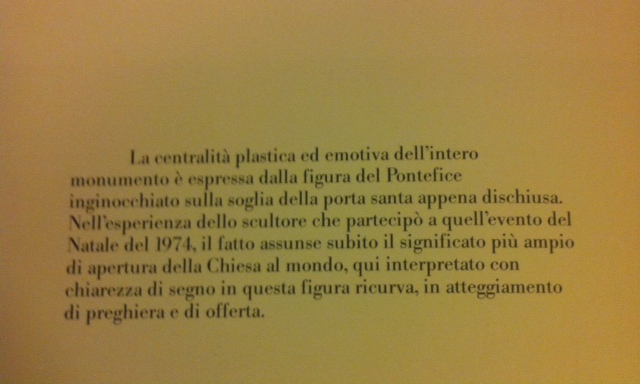 La centralità plastica ed emotiva dell'intero
monumento è espressa dalla figura del Pontefice
inginocchiato sulla soglia della porta santa appena dischiusa.
Nell'esperienza dello scultore che partecipò a quell'evento del
Natale del 1974, il fatto assunse subito il significato più ampio
di apertura della Chiesa al mondo, qui interpretato con
chiarezza di segno in questa figura ricurva, in atteggiamento
di preghiera e di offerta.